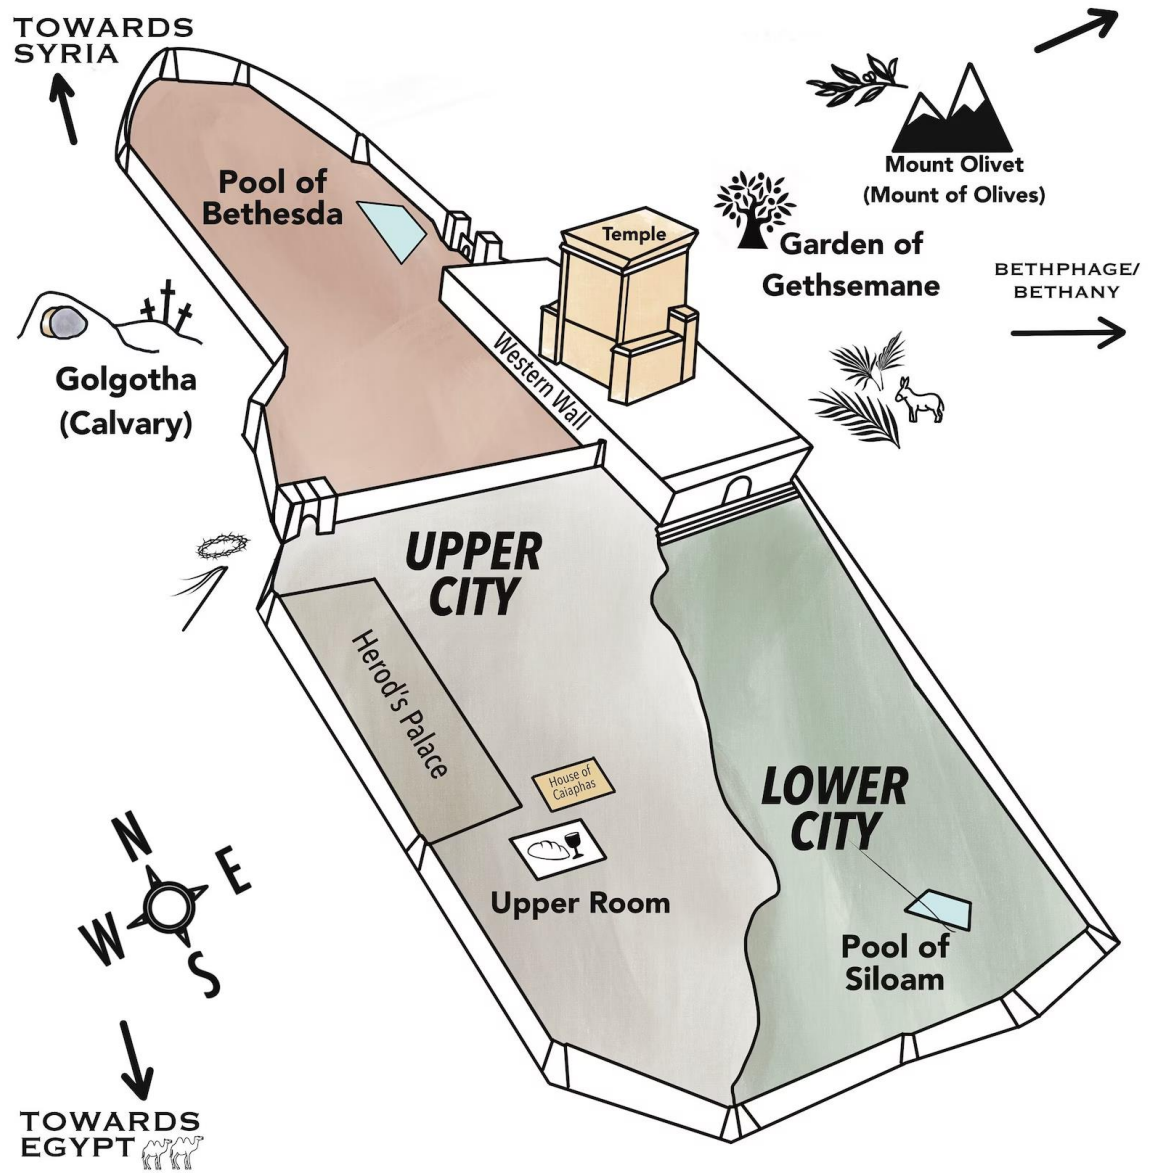 TOWARDS
SYRIA
Mount Olivet
(Mount of Olives)
Pool of
Bethesda
Temple
Garden of
Gethsemane
BETHPHAGE/
BETHANY
Western Wall
Golgotha
(Calvary)
UPPER
CITY
Herod's Palace
House of
Caiaphas
LOWER
CITY
Upper Room
Pool of
Siloam
N
E
W
S
TOWARDS
EGYPT